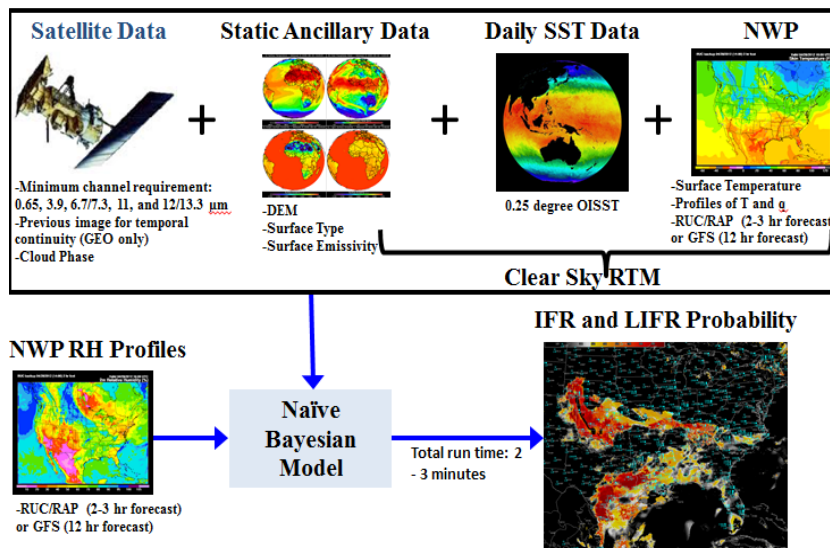 Satellite Data
Static Ancillary Data
Daily SST Data
NWP
+
+
+
-Minimum channel requirement:
0.65, 3.9, 6.7/7.3, 11, and 12/13.3 µm
-Previous image for temporal
continuity (GEO only)
-Cloud Phase
-DEM
-Surface Type
-Surface Emissivity
0.25 degree OISST
-Surface Temperature
-Profiles of T and q
-RUC/RAP (2-3 hr forecast)
or GFS (12 hr forecast)
Clear Sky RTM
NWP RH Profiles
-RUC/RAP (2-3 hr forecast)
or GFS (12 hr forecast)
Naïve
Bayesian
Model
Total run time: 2
- 3 minutes
IFR and LIFR Probability